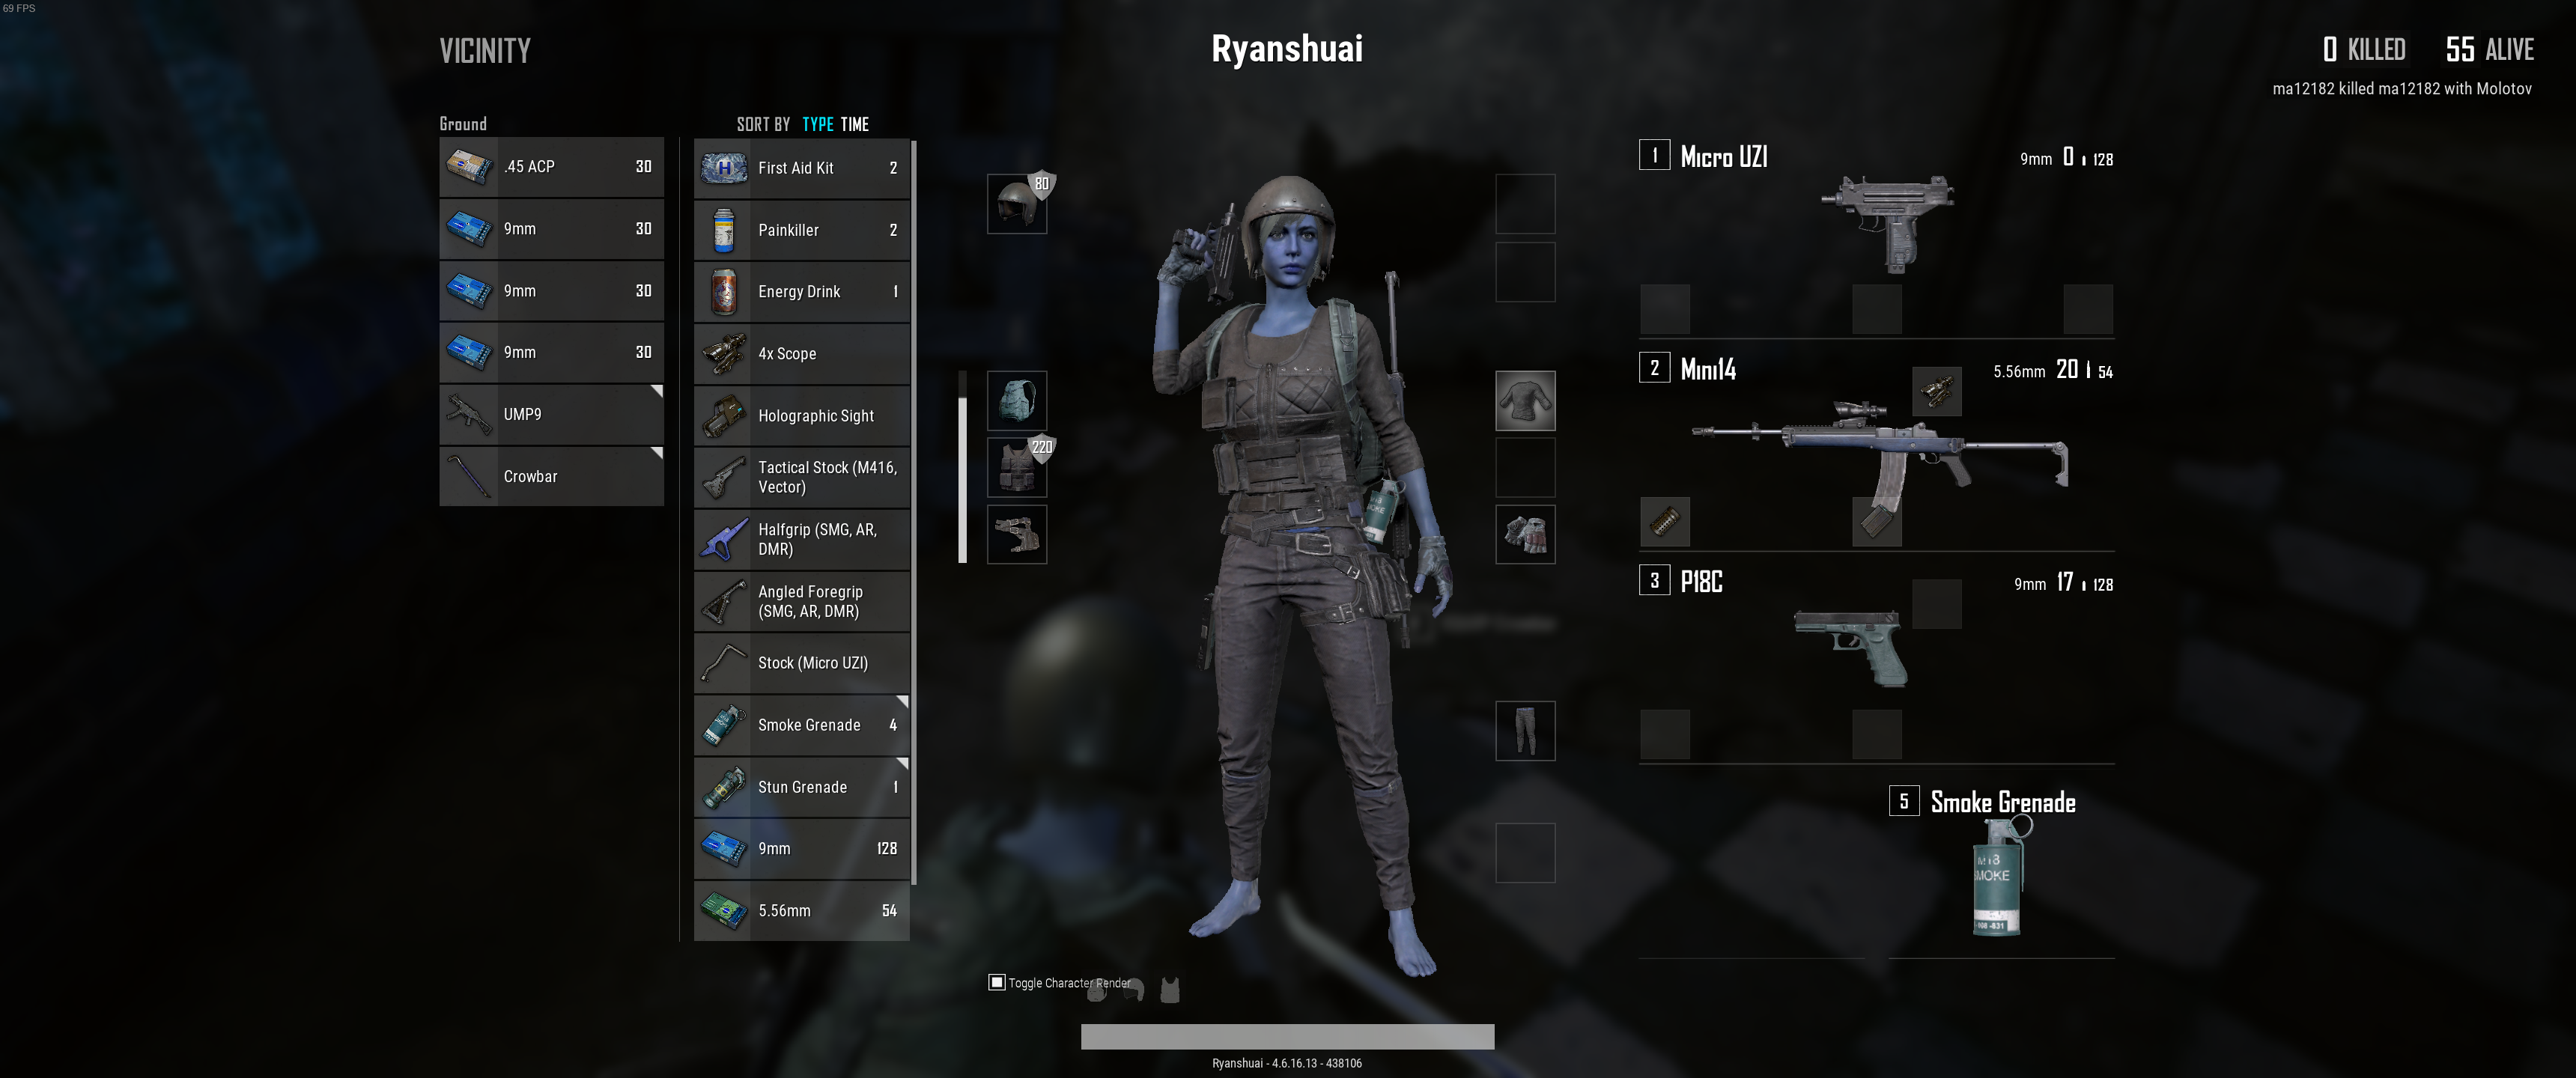 69 FPS
VICINITY
Ryanshuai
0 KILLED 55 ALIVE
ma12182 killed ma12182 with Molotov
Ground
.45 ACP 30
9mm 30
9mm 30
9mm 30
UMP9
Crowbar
SORT BY TYPE TIME
First Aid Kit 2
Painkiller 2
Energy Drink 1
4x Scope
Holographic Sight
Tactical Stock (M416,
Vector)
Halfgrip (SMG, AR,
DMR)
Angled Foregrip
(SMG, AR, DMR)
Stock (Micro UZI)
Smoke Grenade 4
Stun Grenade 1
9mm 128
5.56mm 54
80
220
Toggle Character Render
1 Micro UZI 9mm 0 128
2 Mini14 5.56mm 20 54
3 P18C 9mm 17 128
5 Smoke Grenade
M18
SMOKE
Ryanshuai - 4.6.16.13 - 438106